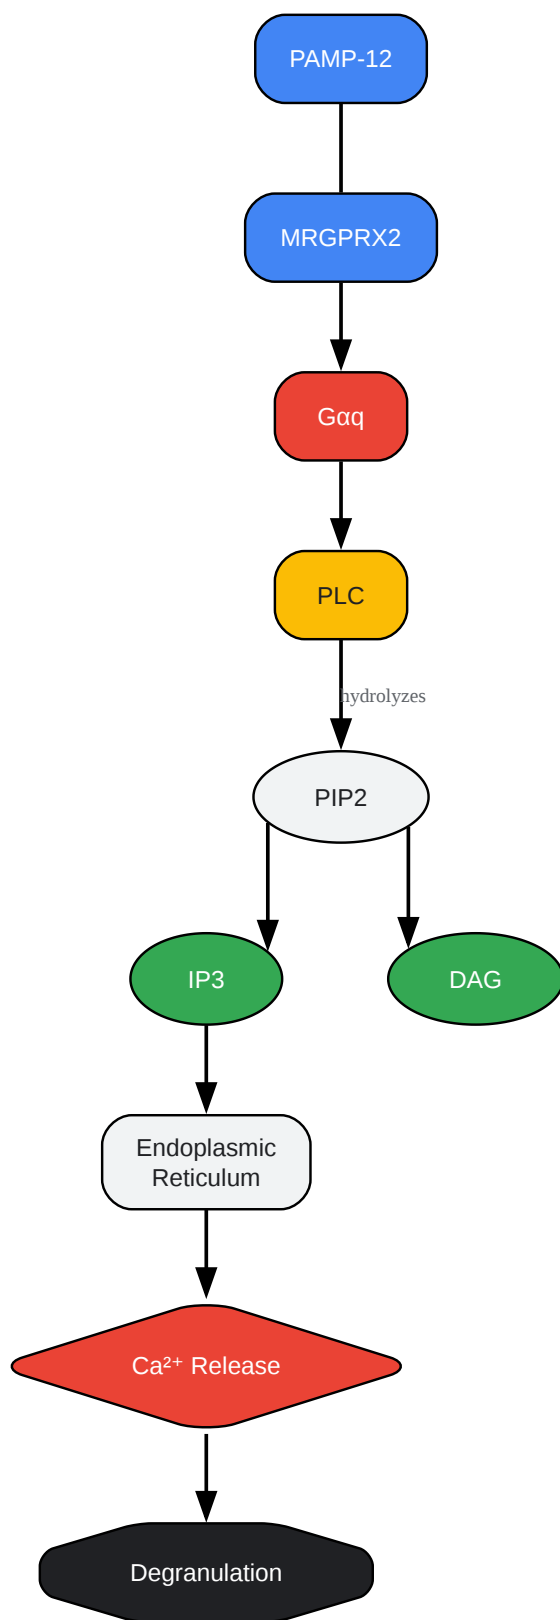 PAMP-12
MRGPRX2
Gαq
PLC
hydrolyzes
PIP2
IP3
DAG
Endoplasmic
Reticulum
Ca²⁺ Release
Degranulation